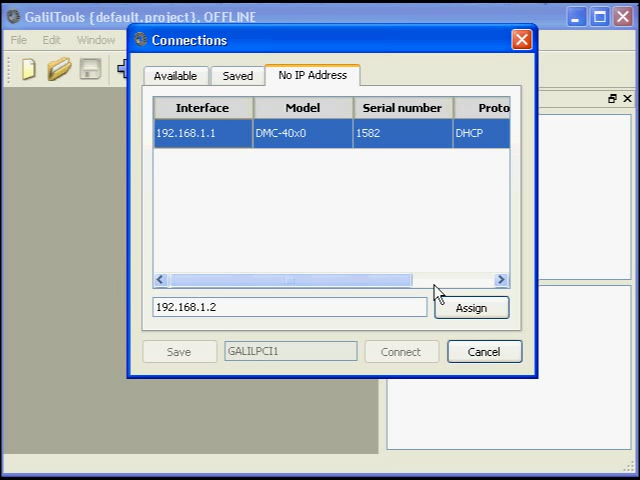 GalilTools {default.project}, OFFLINE
File Edit Window
Connections
Available Saved No IP Address
Interface Model Serial number Proto
192.168.1.1 DMC-40x0 1582 DHCP
192.168.1.2 Assign
Save GALILPCI1 Connect Cancel